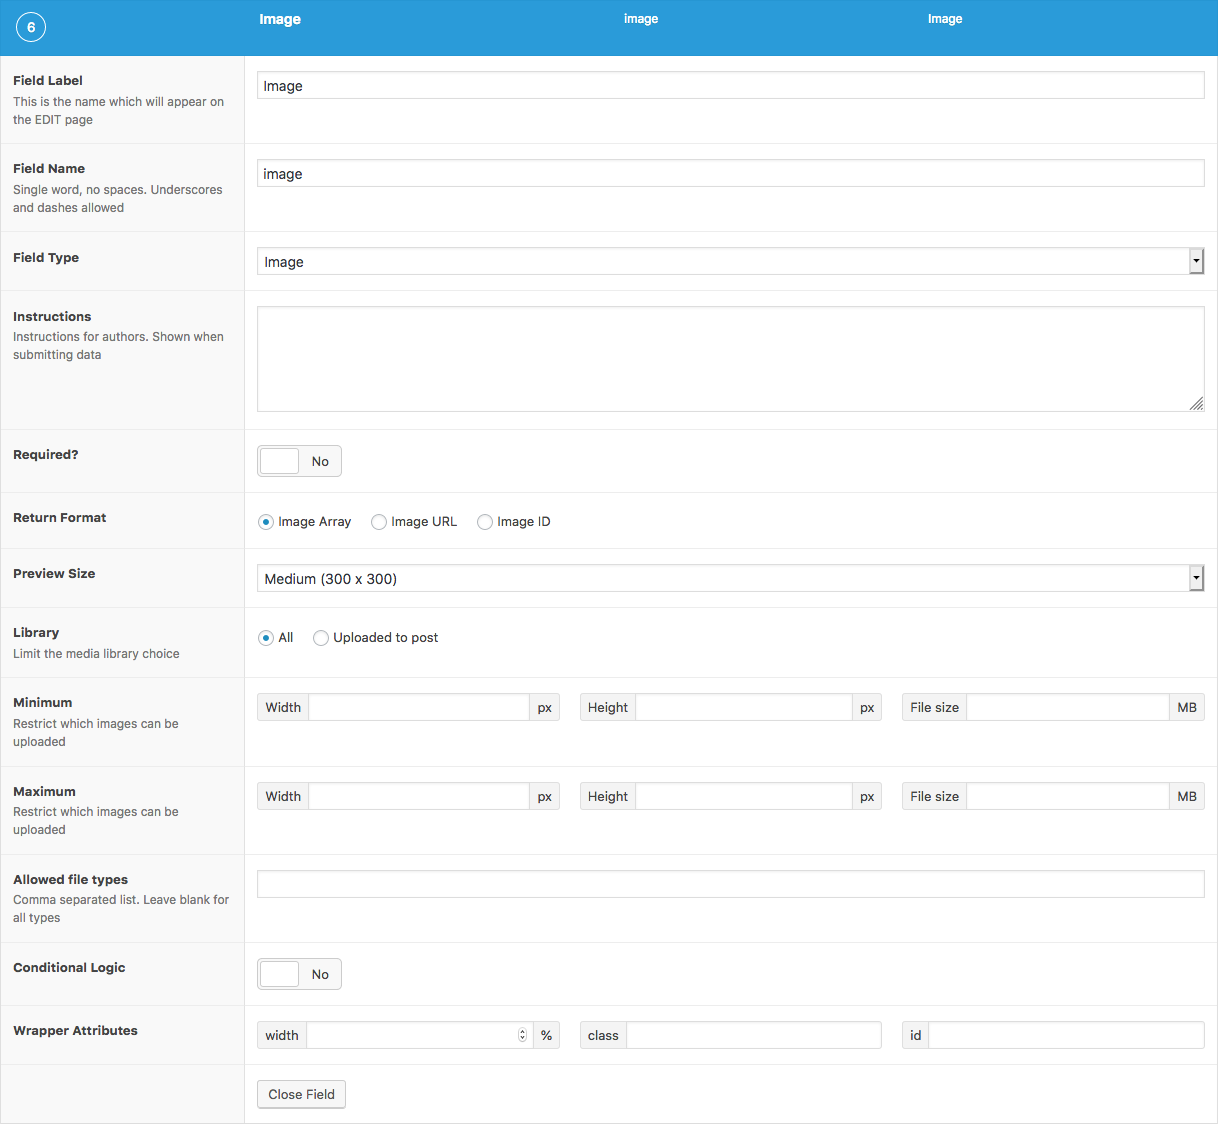 6 Image image Image
Field Label
This is the name which will appear on
the EDIT page
Image
Field Name
Single word, no spaces. Underscores
and dashes allowed
image
Field Type
Image
Instructions
Instructions for authors. Shown when
submitting data
Required?
No
Return Format
Image Array Image URL Image ID
Preview Size
Medium (300 x 300)
Library
Limit the media library choice
All Uploaded to post
Minimum
Restrict which images can be
uploaded
Width px Height px File size MB
Maximum
Restrict which images can be
uploaded
Width px Height px File size MB
Allowed file types
Comma separated list. Leave blank for
all types
Conditional Logic
No
Wrapper Attributes
width % class id
Close Field